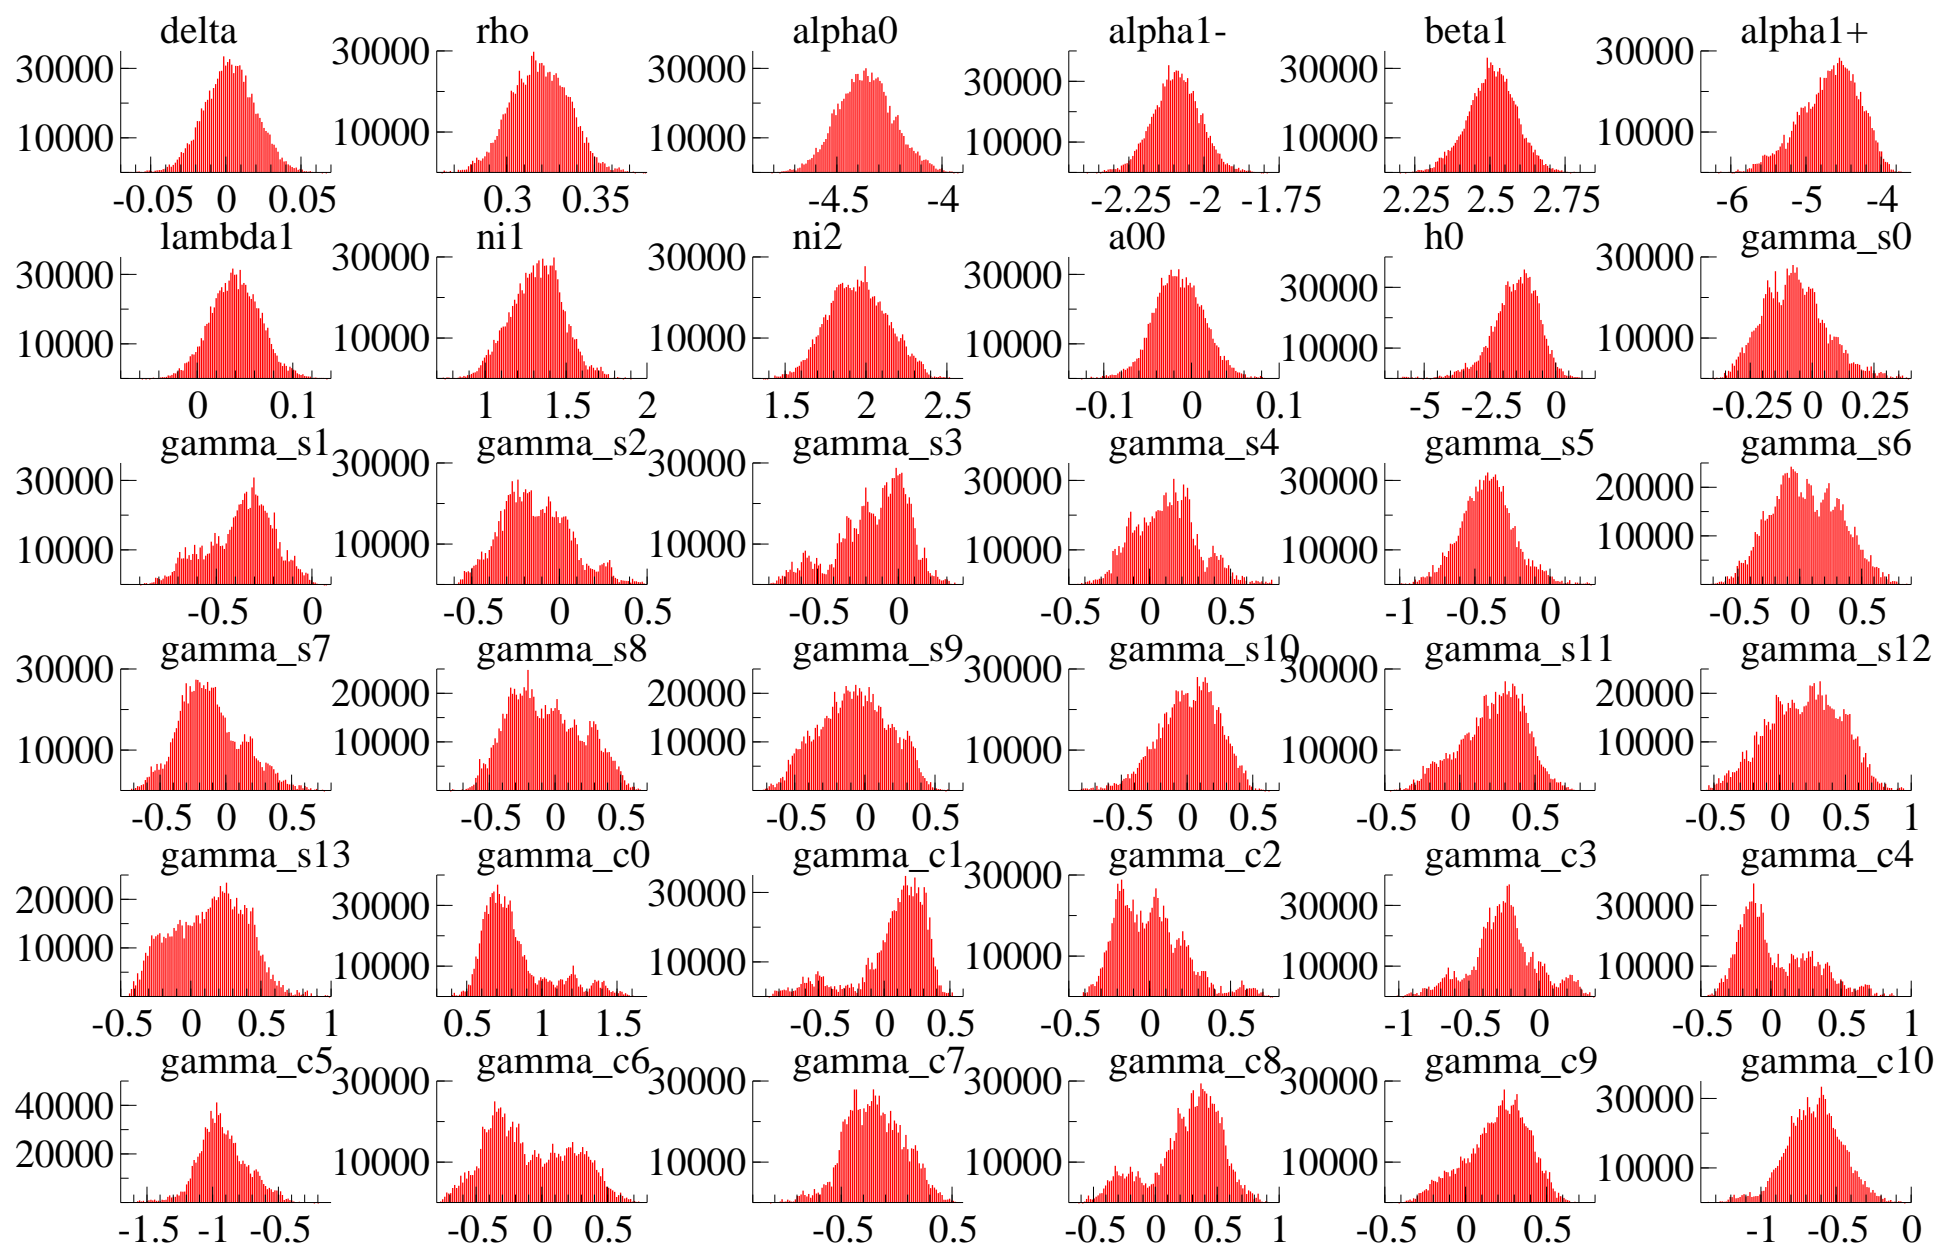 delta rho alpha0 alpha1- beta1 alpha1+
30000 30000 30000 30000 30000 30000
10000 10000 10000 10000 10000 10000
-0.05 0 0.05 0.3 0.35 -4.5 -4 -2.25 -2 -1.75 2.25 2.5 2.75 -6 -5 -4
lambda1 ni1 ni2 a00 h0 gamma_s0
30000 30000 30000 30000 30000 30000
10000 10000 10000 10000 10000 10000
0 0.1 1 1.5 2 1.5 2 2.5 -0.1 0 0.1 -5 -2.5 0 -0.25 0 0.25
gamma_s1 gamma_s2 gamma_s3 gamma_s4 gamma_s5 gamma_s6
30000 30000 30000 30000 30000 20000
10000 10000 10000 10000 10000 10000
-0.5 0 -0.5 0 0.5 -0.5 0 -0.5 0 0.5 -1 -0.5 0 -0.5 0 0.5
gamma_s7 gamma_s8 gamma_s9 gamma_s10 gamma_s11 gamma_s12
30000 20000 20000 30000 30000 20000
10000 10000 10000 10000 10000 10000
-0.5 0 0.5 -0.5 0 0.5 -0.5 0 0.5 -0.5 0 0.5 -0.5 0 0.5 -0.5 0 0.5 1
gamma_s13 gamma_c0 gamma_c1 gamma_c2 gamma_c3 gamma_c4
20000 30000 30000 30000 30000 30000
10000 10000 10000 10000 10000 10000
-0.5 0 0.5 1 0.5 1 1.5 -0.5 0 0.5 -0.5 0 0.5 -1 -0.5 0 -0.5 0 0.5 1
gamma_c5 gamma_c6 gamma_c7 gamma_c8 gamma_c9 gamma_c10
40000 30000 30000 30000 30000 30000
20000 10000 10000 10000 10000 10000
-1.5 -1 -0.5 -0.5 0 0.5 -0.5 0.5 -0.5 0 0.5 1 -0.5 0 0.5 -1 -0.5 0